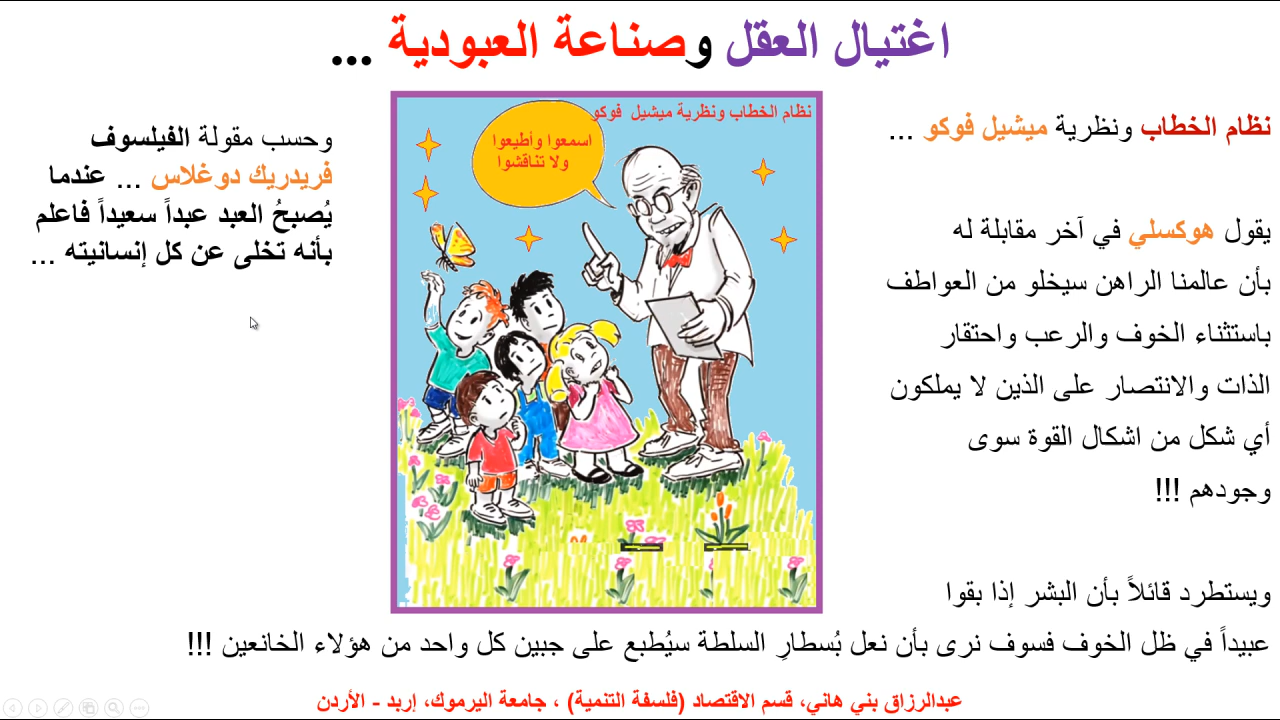 اغتيال العقل وصناعة العبودية ...
نظام الخطاب ونظرية ميشيل فوكو ...
يقول هوكسلي في آخر مقابلة له
بأن عالمنا الراهن سيخلو من العواطف
باستثناء الخوف والرعب واحتقار
الذات والانتصار على الذين لا يملكون
أي شكل من اشكال القوة سوى
وجودهم !!!
ويستطرد قائلاً بأن البشر إذا بقوا
عبيداً في ظل الخوف فسوف نرى بأن نعل بُسطارِ السلطة سيُطبع على جبين كل واحد من هؤلاء الخانعين !!!
نظام الخطاب ونظرية ميشيل فوكو
اسمعوا وأطيعوا
ولا تناقشوا
وحسب مقولة الفيلسوف
فريدريك دوغلاس ... عندما
يُصبحُ العبد عبداً سعيداً فاعلم
بأنه تخلى عن كل إنسانيته ...
عبدالرزاق بني هاني، قسم الاقتصاد (فلسفة التنمية) ، جامعة اليرموك، إربد - الأردن